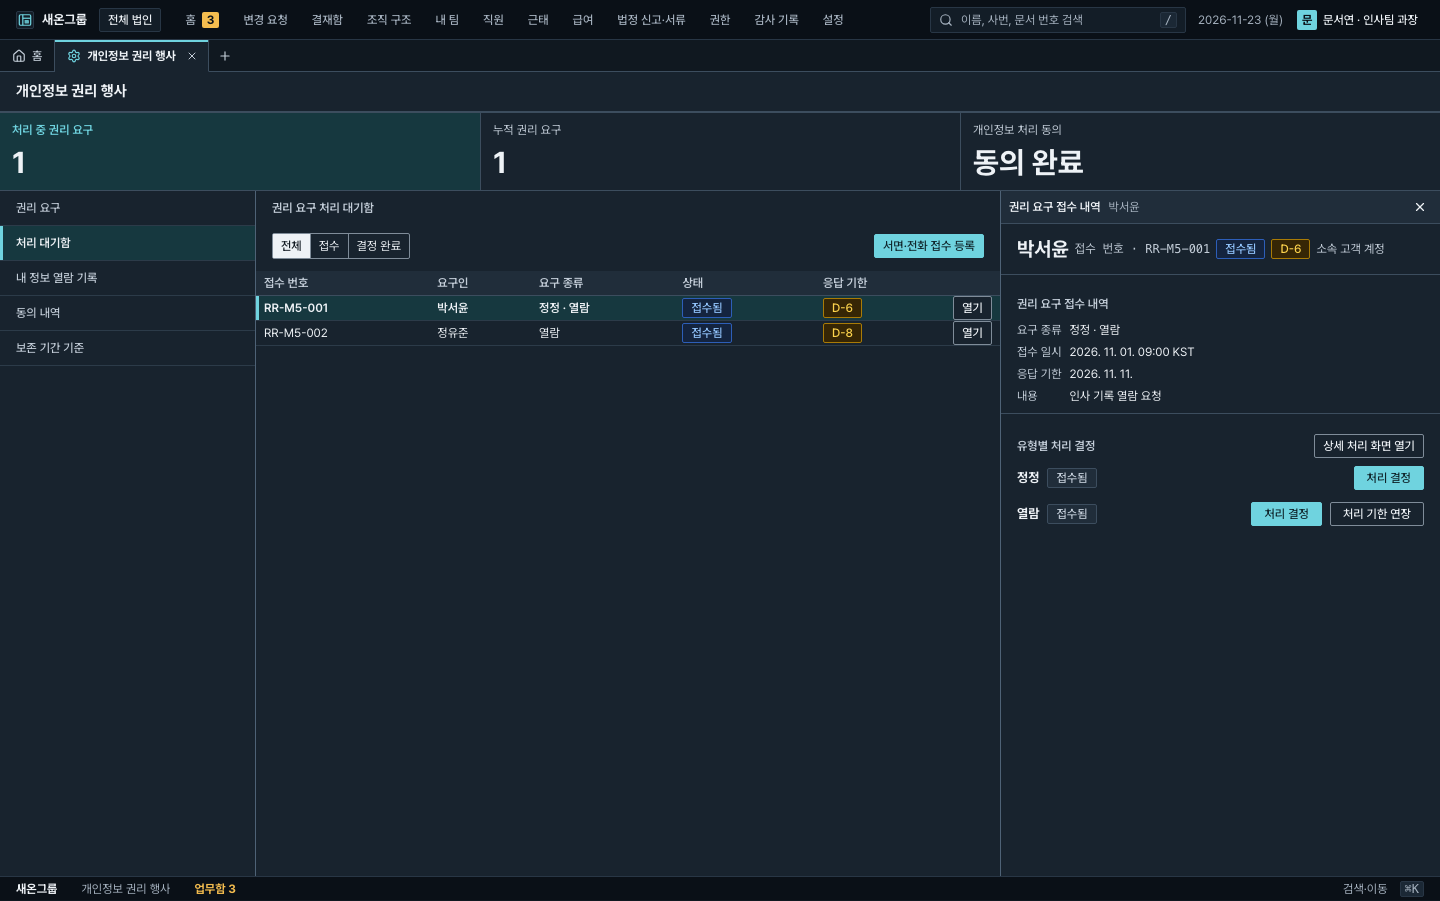 새온그룹 전체 법인 홈 3 변경 요청 결재함 조직 구조 내 팀 직원 근태 급여 법정 신고·서류 권한 감사 기록 설정 이름, 사번, 문서 번호 검색 / 2026-11-23 (월) 문 문서연 · 인사팀 과장
홈 개인정보 권리 행사
개인정보 권리 행사
처리 중 권리 요구
1
누적 권리 요구
1
개인정보 처리 동의
동의 완료
권리 요구
처리 대기함
내 정보 열람 기록
동의 내역
보존 기간 기준
권리 요구 처리 대기함
전체 접수 결정 완료 서면·전화 접수 등록
접수 번호 요구인 요구 종류 상태 응답 기한
RR-M5-001 박서윤 정정 · 열람 접수됨 D-6 열기
RR-M5-002 정유준 열람 접수됨 D-8 열기
권리 요구 접수 내역 박서윤
박서윤 접수 번호 · RR-M5-001 접수됨 D-6 소속 고객 계정
권리 요구 접수 내역
요구 종류 정정 · 열람
접수 일시 2026. 11. 01. 09:00 KST
응답 기한 2026. 11. 11.
내용 인사 기록 열람 요청
유형별 처리 결정 상세 처리 화면 열기
정정 접수됨 처리 결정
열람 접수됨 처리 결정 처리 기한 연장
새온그룹 개인정보 권리 행사 업무함 3 검색·이동 ⌘K